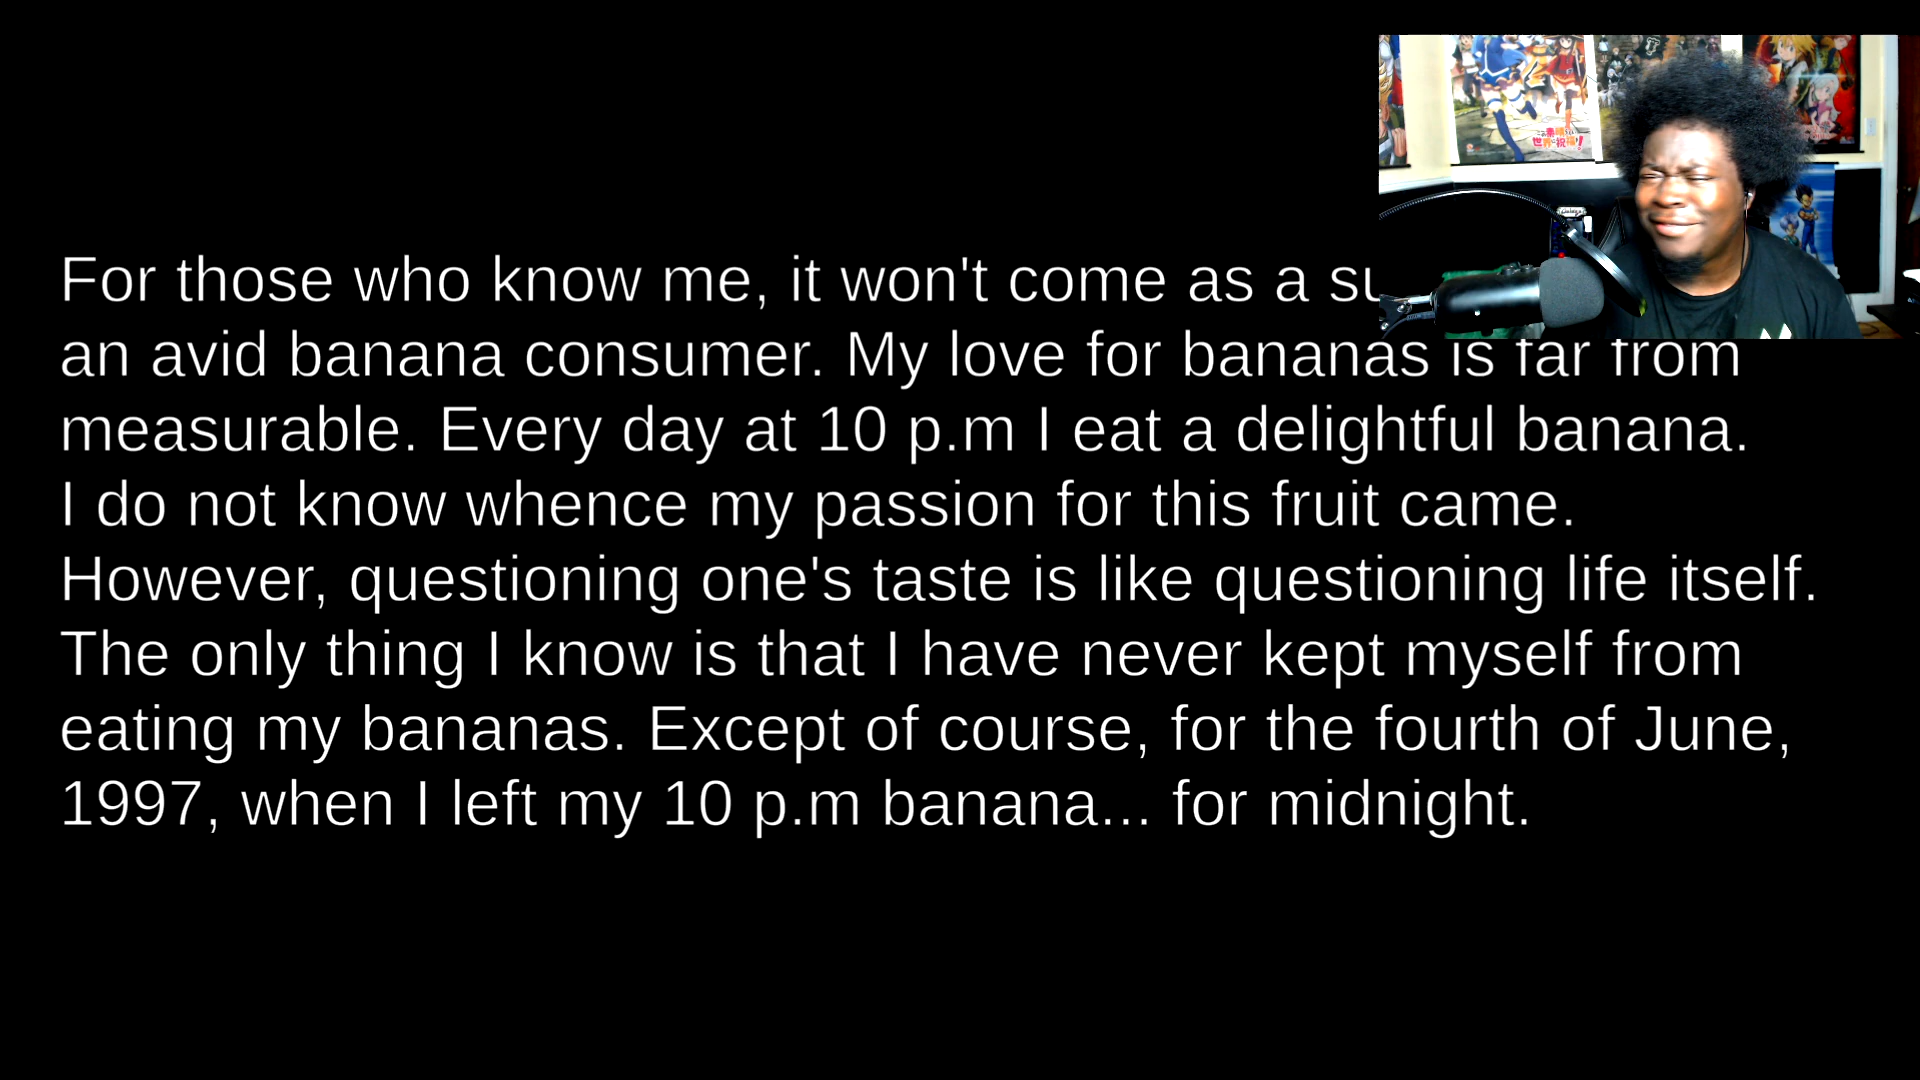 For those who know me, it won't come as a
an avid banana consumer. My love for bananas is far from
measurable. Every day at 10 p.m I eat a delightful banana.
I do not know whence my passion for this fruit came.
However, questioning one's taste is like questioning life itself.
The only thing I know is that I have never kept myself from
eating my bananas. Except of course, for the fourth of June,
1997, when I left my 10 p.m banana... for midnight.